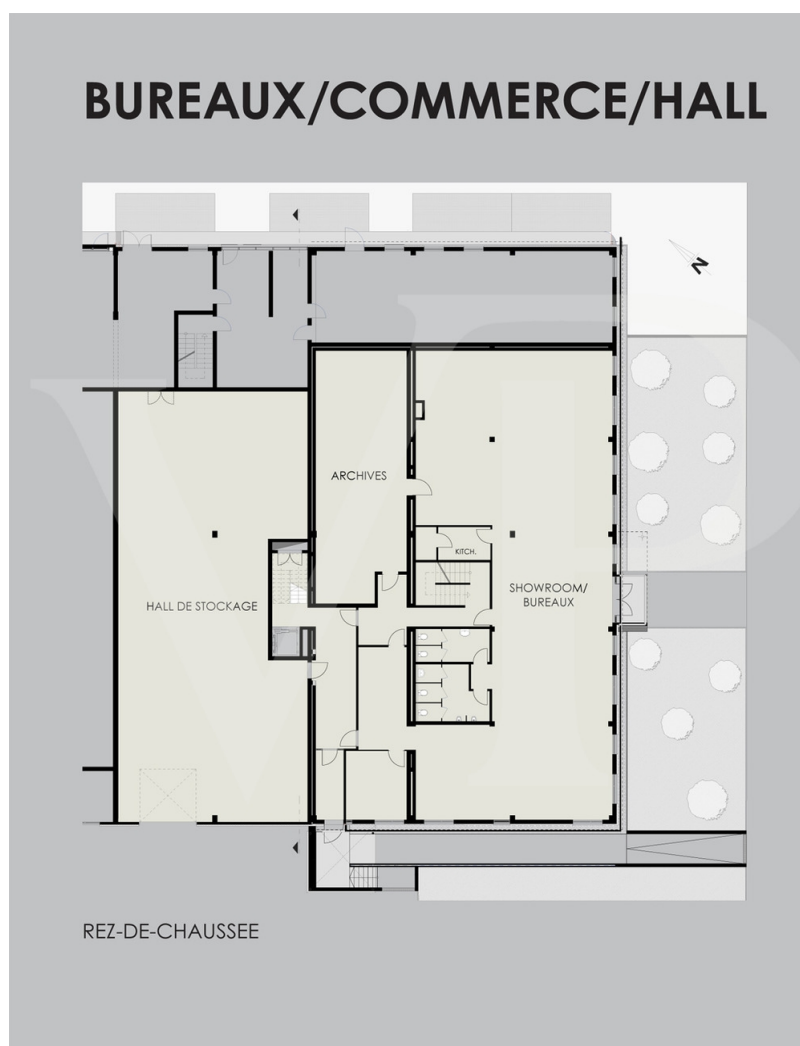 BUREAUX/COMMERCE/HALL
N
ARCHIVES
KITCH.
HALL DE STOCKAGE
SHOWROOM/
BUREAUX
REZ-DE-CHAUSSEE